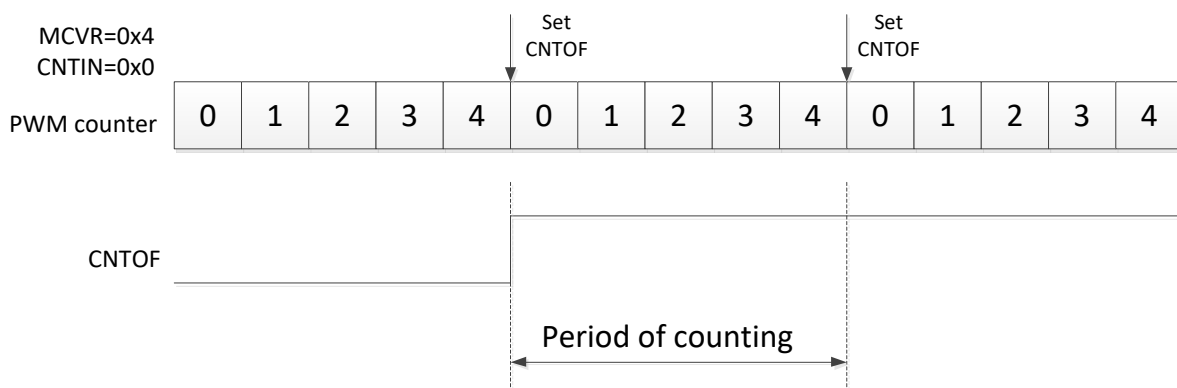 MCVR=0x4
CNTIN=0x0
Set
CNTOF
Set
CNTOF
PWM counter 0 1 2 3 4 0 1 2 3 4 0 1 2 3 4
CNTOF
Period of counting